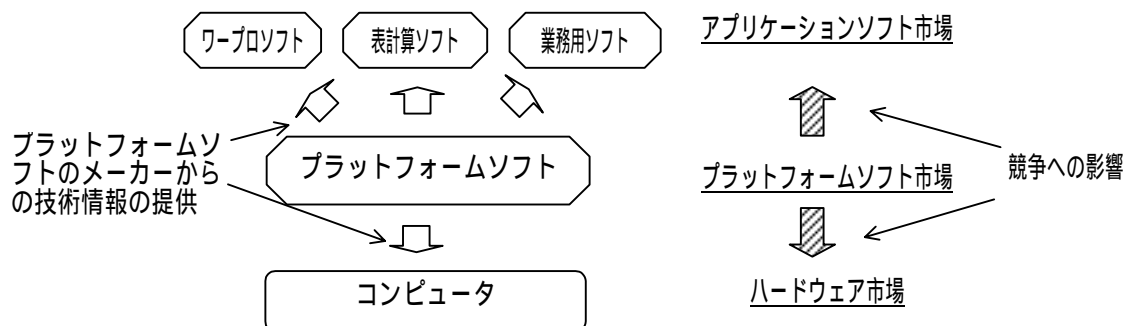 ワープロソフト
表計算ソフト
業務用ソフト
アプリケーションソフト市場
プラットフォームソ
フトのメーカーから
の技術情報の提供
プラットフォームソフト
プラットフォームソフト市場
競争への影響
コンピュータ
ハードウェア市場